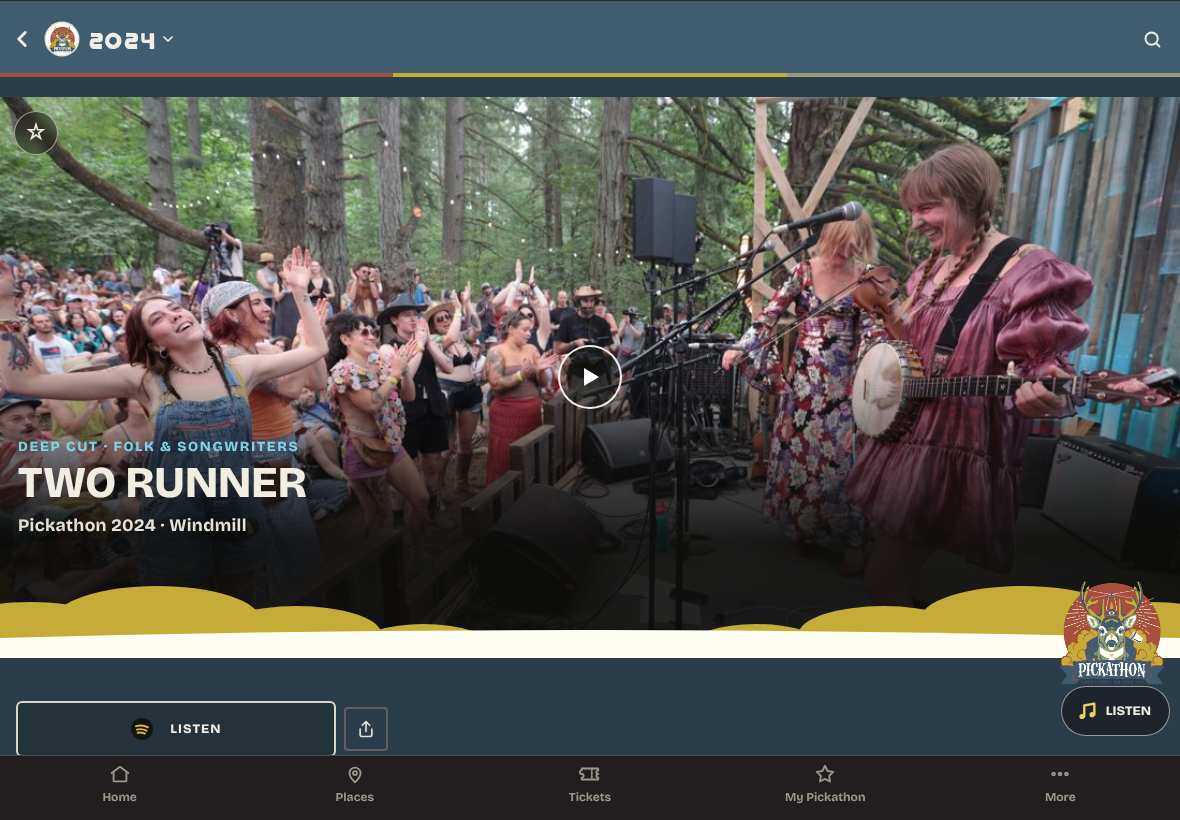 2024
DEEP CUT · FOLK & SONGWRITERS
TWO RUNNER
Pickathon 2024 · Windmill
PICKATHON
LISTEN
LISTEN
Home
Places
Tickets
My Pickathon
More